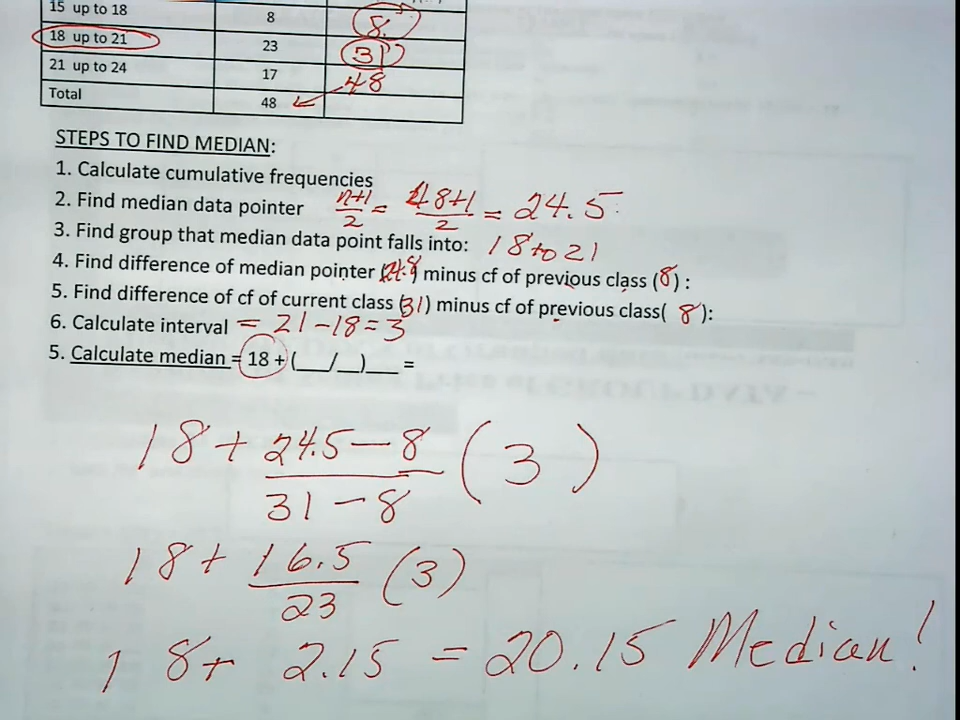 15 up to 18 8 8
18 up to 21 23 31
21 up to 24 17 48
Total 48
STEPS TO FIND MEDIAN:
1. Calculate cumulative frequencies
2. Find median data pointer n+1/2 = 48+1/2 = 24.5
3. Find group that median data point falls into: 18 to 21
4. Find difference of median pointer ( ) minus cf of previous class (8) :
5. Find difference of cf of current class (31) minus cf of previous class( 8 ):
6. Calculate interval = 21-18=3
5. Calculate median = 18 + (___/__)___ =
18 + 24.5-8/31-8 (3)
18 + 16.5/23 (3)
18 + 2.15 = 20.15 Median!